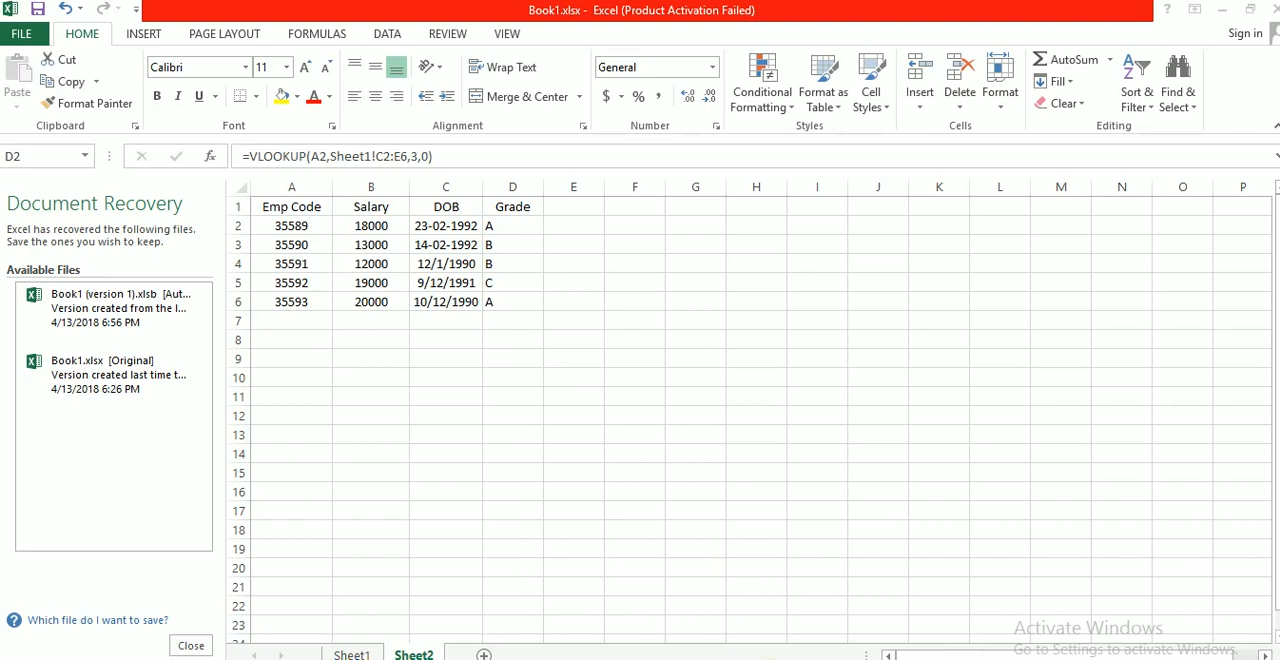 Book1.xlsx - Excel (Product Activation Failed)
FILE HOME INSERT PAGE LAYOUT FORMULAS DATA REVIEW VIEW Sign in
Paste
Cut
Copy
Format Painter
Clipboard
Calibri 11
B I U
Font
Wrap Text
Merge & Center
Alignment
General
$ % ,
Number
Conditional Formatting
Format as Table
Cell Styles
Styles
Insert Delete Format
Cells
AutoSum
Fill
Clear
Sort & Filter
Find & Select
Editing
D2 fx =VLOOKUP(A2,Sheet1!C2:E6,3,0)
Document Recovery
Excel has recovered the following files.
Save the ones you wish to keep.
Available Files
Book1 (version 1).xlsb [Aut...
Version created from the l...
4/13/2018 6:56 PM
Book1.xlsx [Original]
Version created last time t...
4/13/2018 6:26 PM
Which file do I want to save?
Close
A B C D E F G H I J K L M N O P
1 Emp Code Salary DOB Grade
2 35589 18000 23-02-1992 A
3 35590 13000 14-02-1992 B
4 35591 12000 12/1/1990 B
5 35592 19000 9/12/1991 C
6 35593 20000 10/12/1990 A
7
8
9
10
11
12
13
14
15
16
17
18
19
20
21
22
23
24
Activate Windows
Go to Settings to activate Windows.
Sheet1 Sheet2